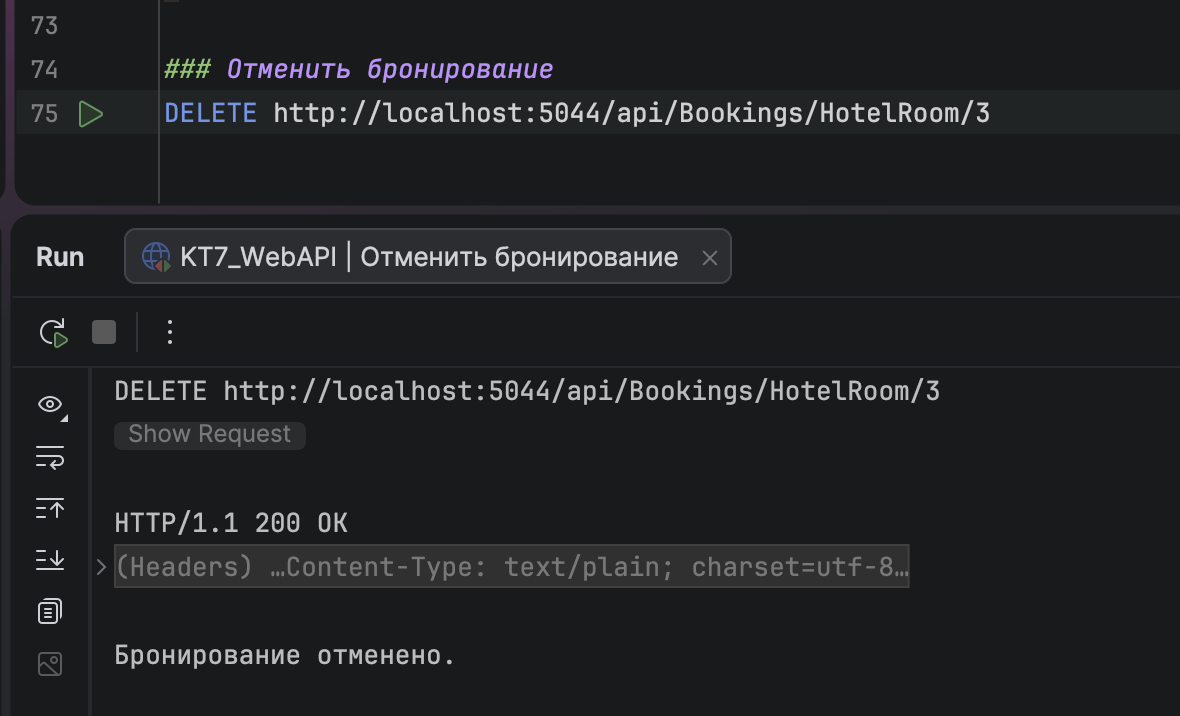 73
74 ### Отменить бронирование
75 DELETE http://localhost:5044/api/Bookings/HotelRoom/3
Run KT7_WebAPI | Отменить бронирование
DELETE http://localhost:5044/api/Bookings/HotelRoom/3
Show Request
HTTP/1.1 200 OK
(Headers) …Content-Type: text/plain; charset=utf-8…
Бронирование отменено.